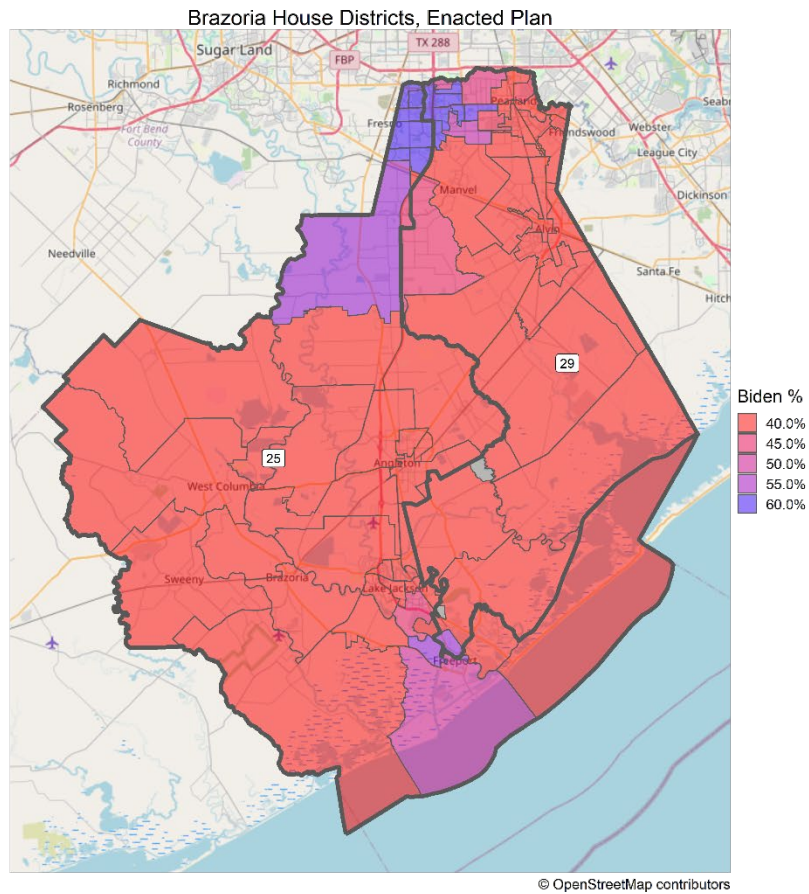 Brazoria House Districts, Enacted Plan
Sugar Land
TX 288
FBP
Richmond
Rosenberg
Pearland
Fort Bend
County
Fresno
Friendswood
Webster
League City
Manvel
Dickinson
Alvin
Needville
Santa Fe
Hitch
29
Biden %
40.0%
45.0%
50.0%
55.0%
60.0%
25
Angleton
West Columbia
Sweeny
Brazoria
Lake Jackson
Freeport
© OpenStreetMap contributors